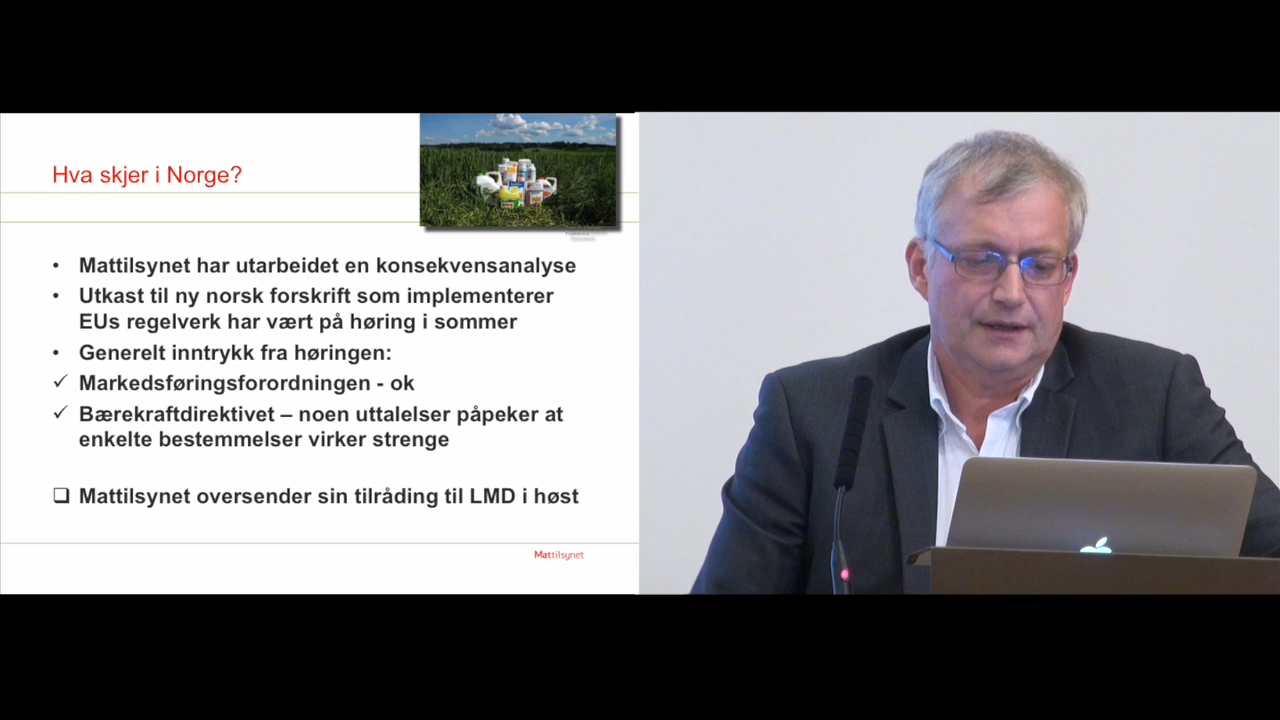 Hva skjer i Norge?
• Mattilsynet har utarbeidet en konsekvensanalyse
• Utkast til ny norsk forskrift som implementerer
EUs regelverk har vært på høring i sommer
• Generelt inntrykk fra høringen:
✓ Markedsføringsforordningen - ok
✓ Bærekraftdirektivet – noen uttalelser påpeker at
enkelte bestemmelser virker strenge
❑ Mattilsynet oversender sin tilråding til LMD i høst
Mattilsynet